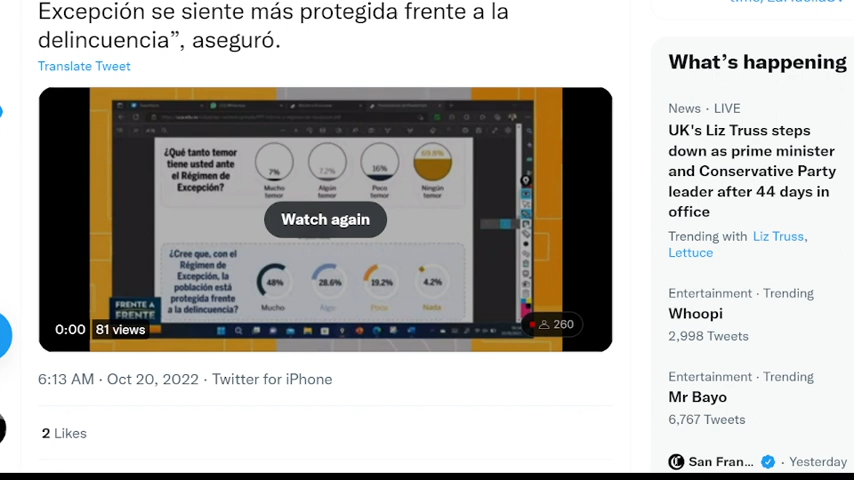 Excepción se siente más protegida frente a la
delincuencia”, aseguró.
Translate Tweet
¿Qué tanto temor
tiene usted ante
el Régimen de
Excepción?
7%
7.2%
16%
69.8%
Mucho
temor
Algún
temor
Poco
temor
Ningún
temor
Watch again
¿Cree que, con el
Régimen de
Excepción, la
población está
protegida frente
a la delincuencia?
48%
28.6%
19.2%
4.2%
Mucho
Algo
Poco
Nada
FRENTE A
FRENTE
0:00 81 views
260
6:13 AM · Oct 20, 2022 · Twitter for iPhone
2 Likes
What’s happening
News · LIVE
UK's Liz Truss steps
down as prime minister
and Conservative Party
leader after 44 days in
office
Trending with Liz Truss,
Lettuce
Entertainment · Trending
Whoopi
2,998 Tweets
Entertainment · Trending
Mr Bayo
6,767 Tweets
San Fran... · Yesterday